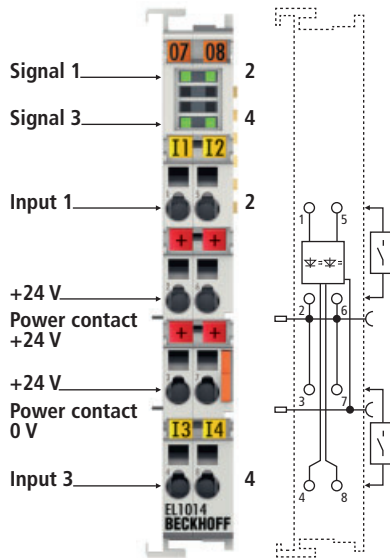 07 08
Signal 1 2
Signal 3 4
I1 I2
Input 1 2
1 5
+ +
+24 V
2 6
Power contact
+24 V
+ +
+24 V
3 7
Power contact
0 V
I3 I4
Input 3 4
4 8
EL1014
BECKHOFF